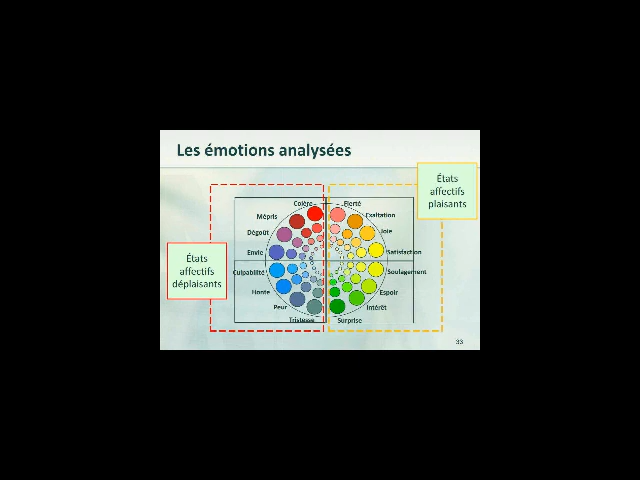 Les émotions analysées
États
affectifs
plaisants
Colère
Fierté
Mépris
Exaltation
Dégoût
Joie
Envie
Satisfaction
États
affectifs
déplaisants
Culpabilité
Soulagement
Honte
Espoir
Peur
Intérêt
Tristesse
Surprise
33